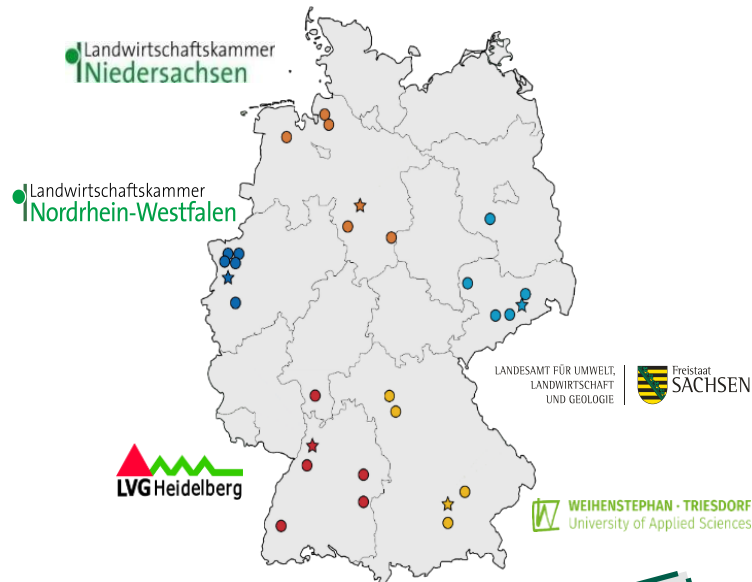 Landwirtschaftskammer
Niedersachsen
Landwirtschaftskammer
Nordrhein-Westfalen
LANDESAMT FÜR UMWELT,
LANDWIRTSCHAFT
UND GEOLOGIE
Freistaat
SACHSEN
LVG Heidelberg
WEIHENSTEPHAN · TRIESDORF
University of Applied Sciences